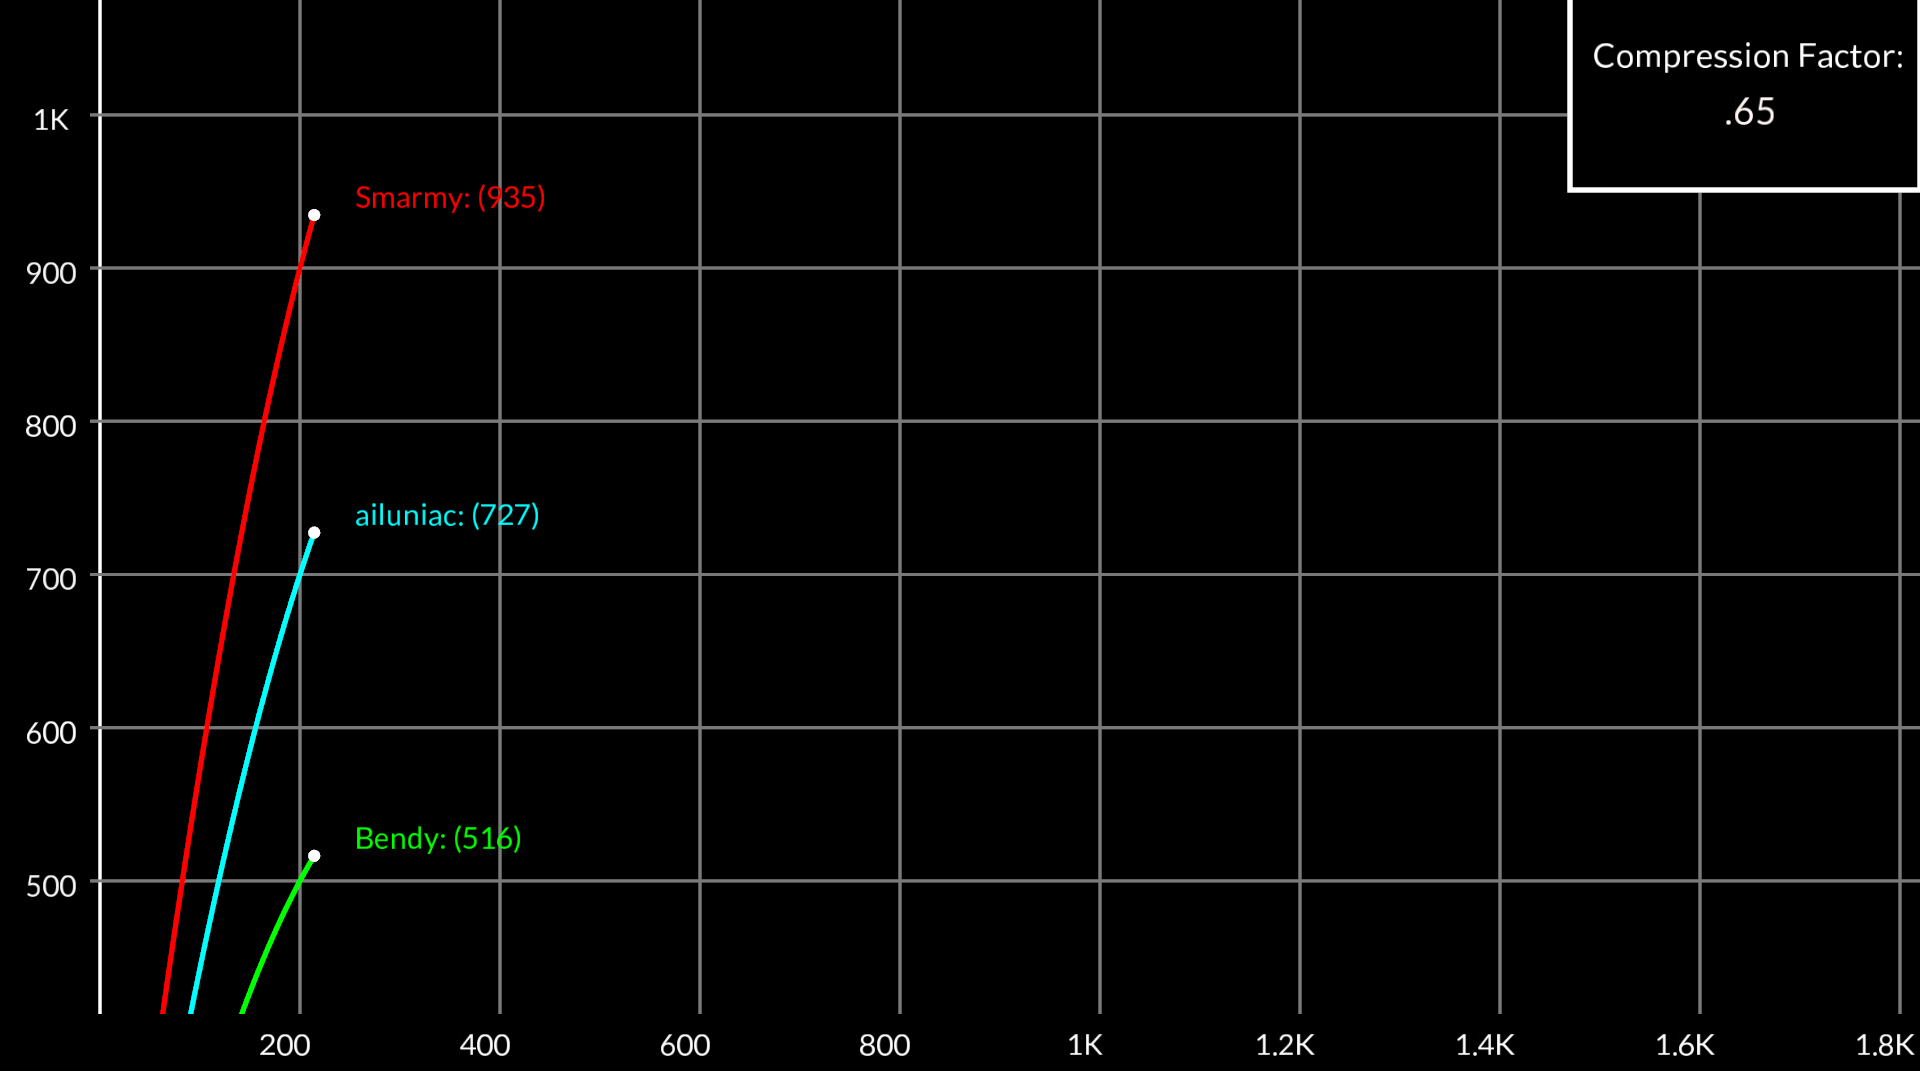 Compression Factor:
.65
1K
Smarmy: (935)
900
800
ailuniac: (727)
700
600
Bendy: (516)
500
200 400 600 800 1K 1.2K 1.4K 1.6K 1.8K